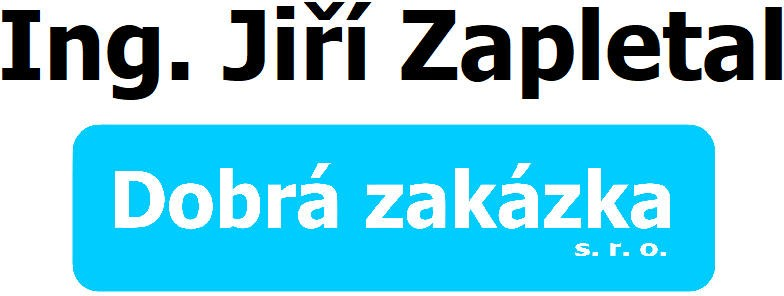 Ing. Jiří Zapletal
Dobrá zakázka
s. r. o.